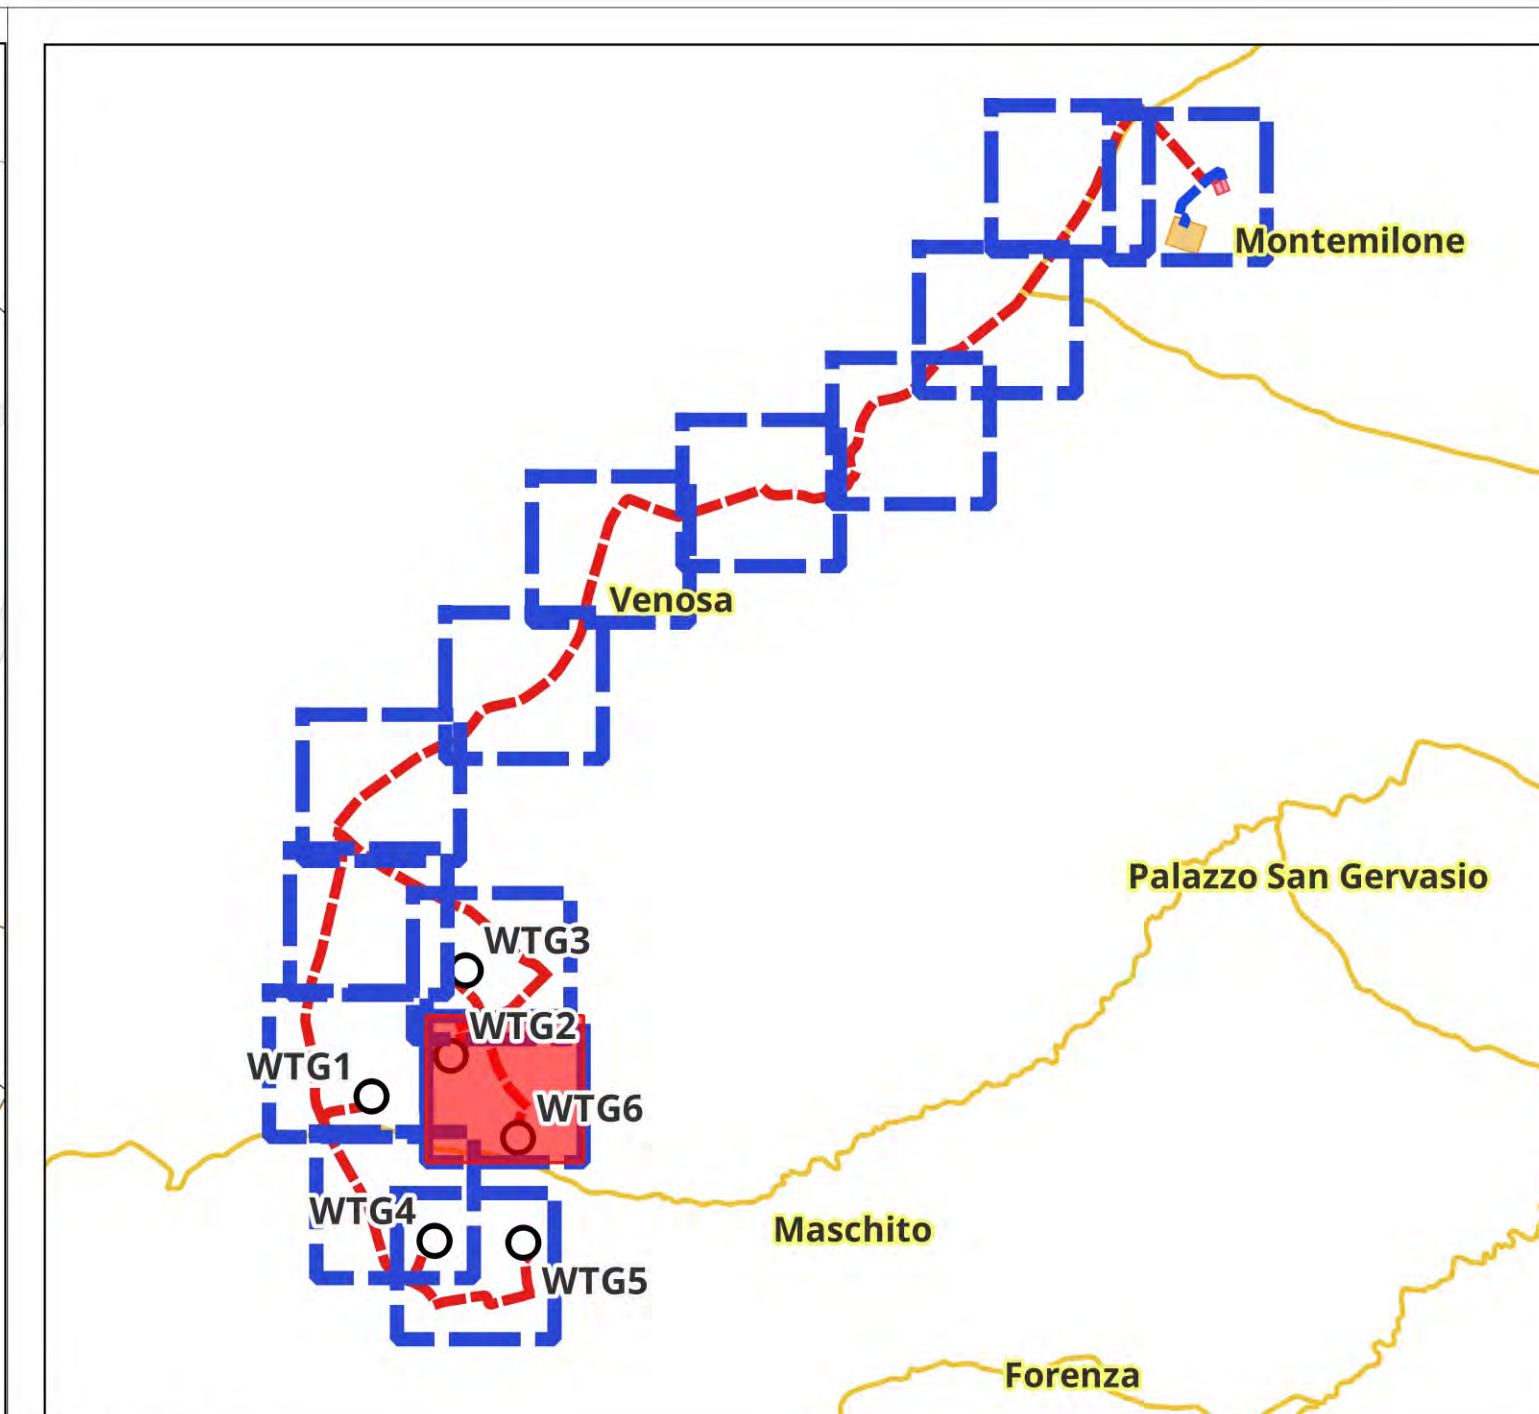 Montemilone
Venosa
Palazzo San Gervasio
WTG3
WTG2
WTG1
WTG6
WTG4
Maschito
WTG5
Forenza